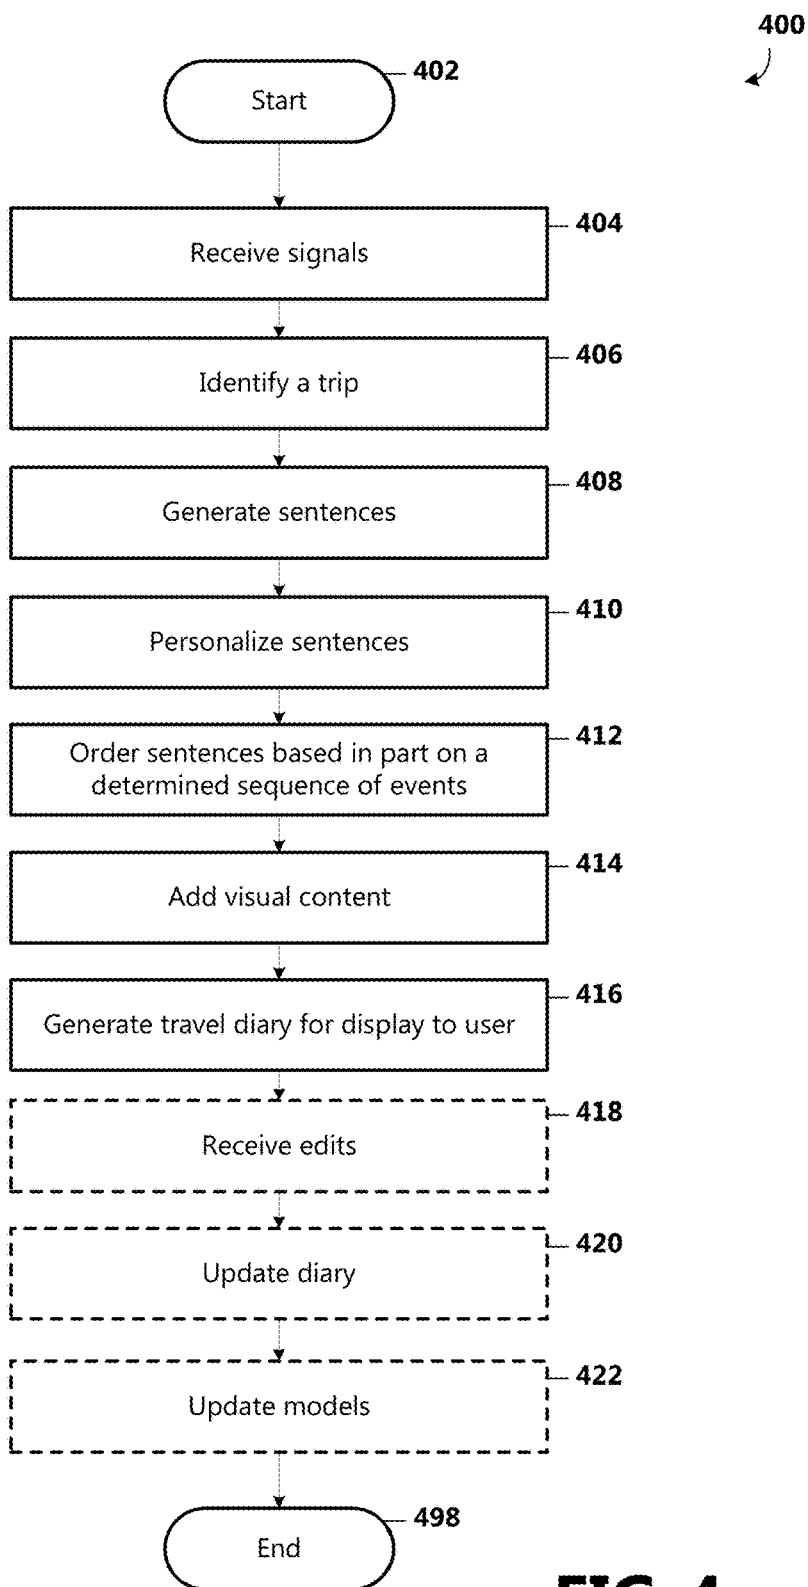 400
402
Start
404
Receive signals
406
Identify a trip
408
Generate sentences
410
Personalize sentences
412
Order sentences based in part on a
determined sequence of events
414
Add visual content
416
Generate travel diary for display to user
418
Receive edits
420
Update diary
422
Update models
498
End